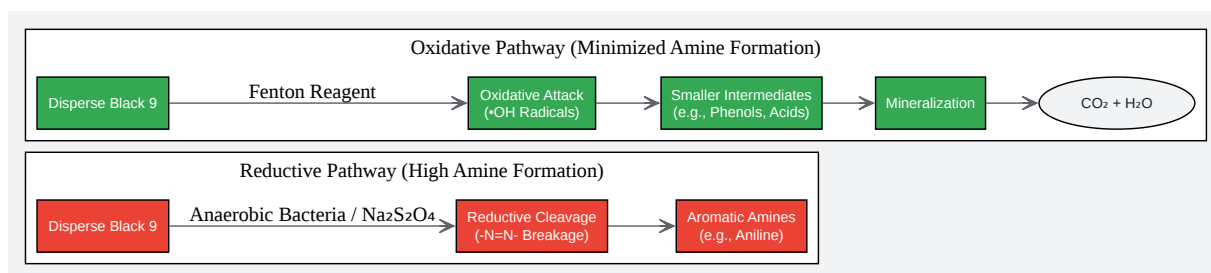 Oxidative Pathway (Minimized Amine Formation)
Disperse Black 9
Fenton Reagent
Oxidative Attack
(•OH Radicals)
Smaller Intermediates
(e.g., Phenols, Acids)
Mineralization
CO₂ + H₂O
Reductive Pathway (High Amine Formation)
Disperse Black 9
Anaerobic Bacteria / Na₂S₂O₄
Reductive Cleavage
(-N=N- Breakage)
Aromatic Amines
(e.g., Aniline)